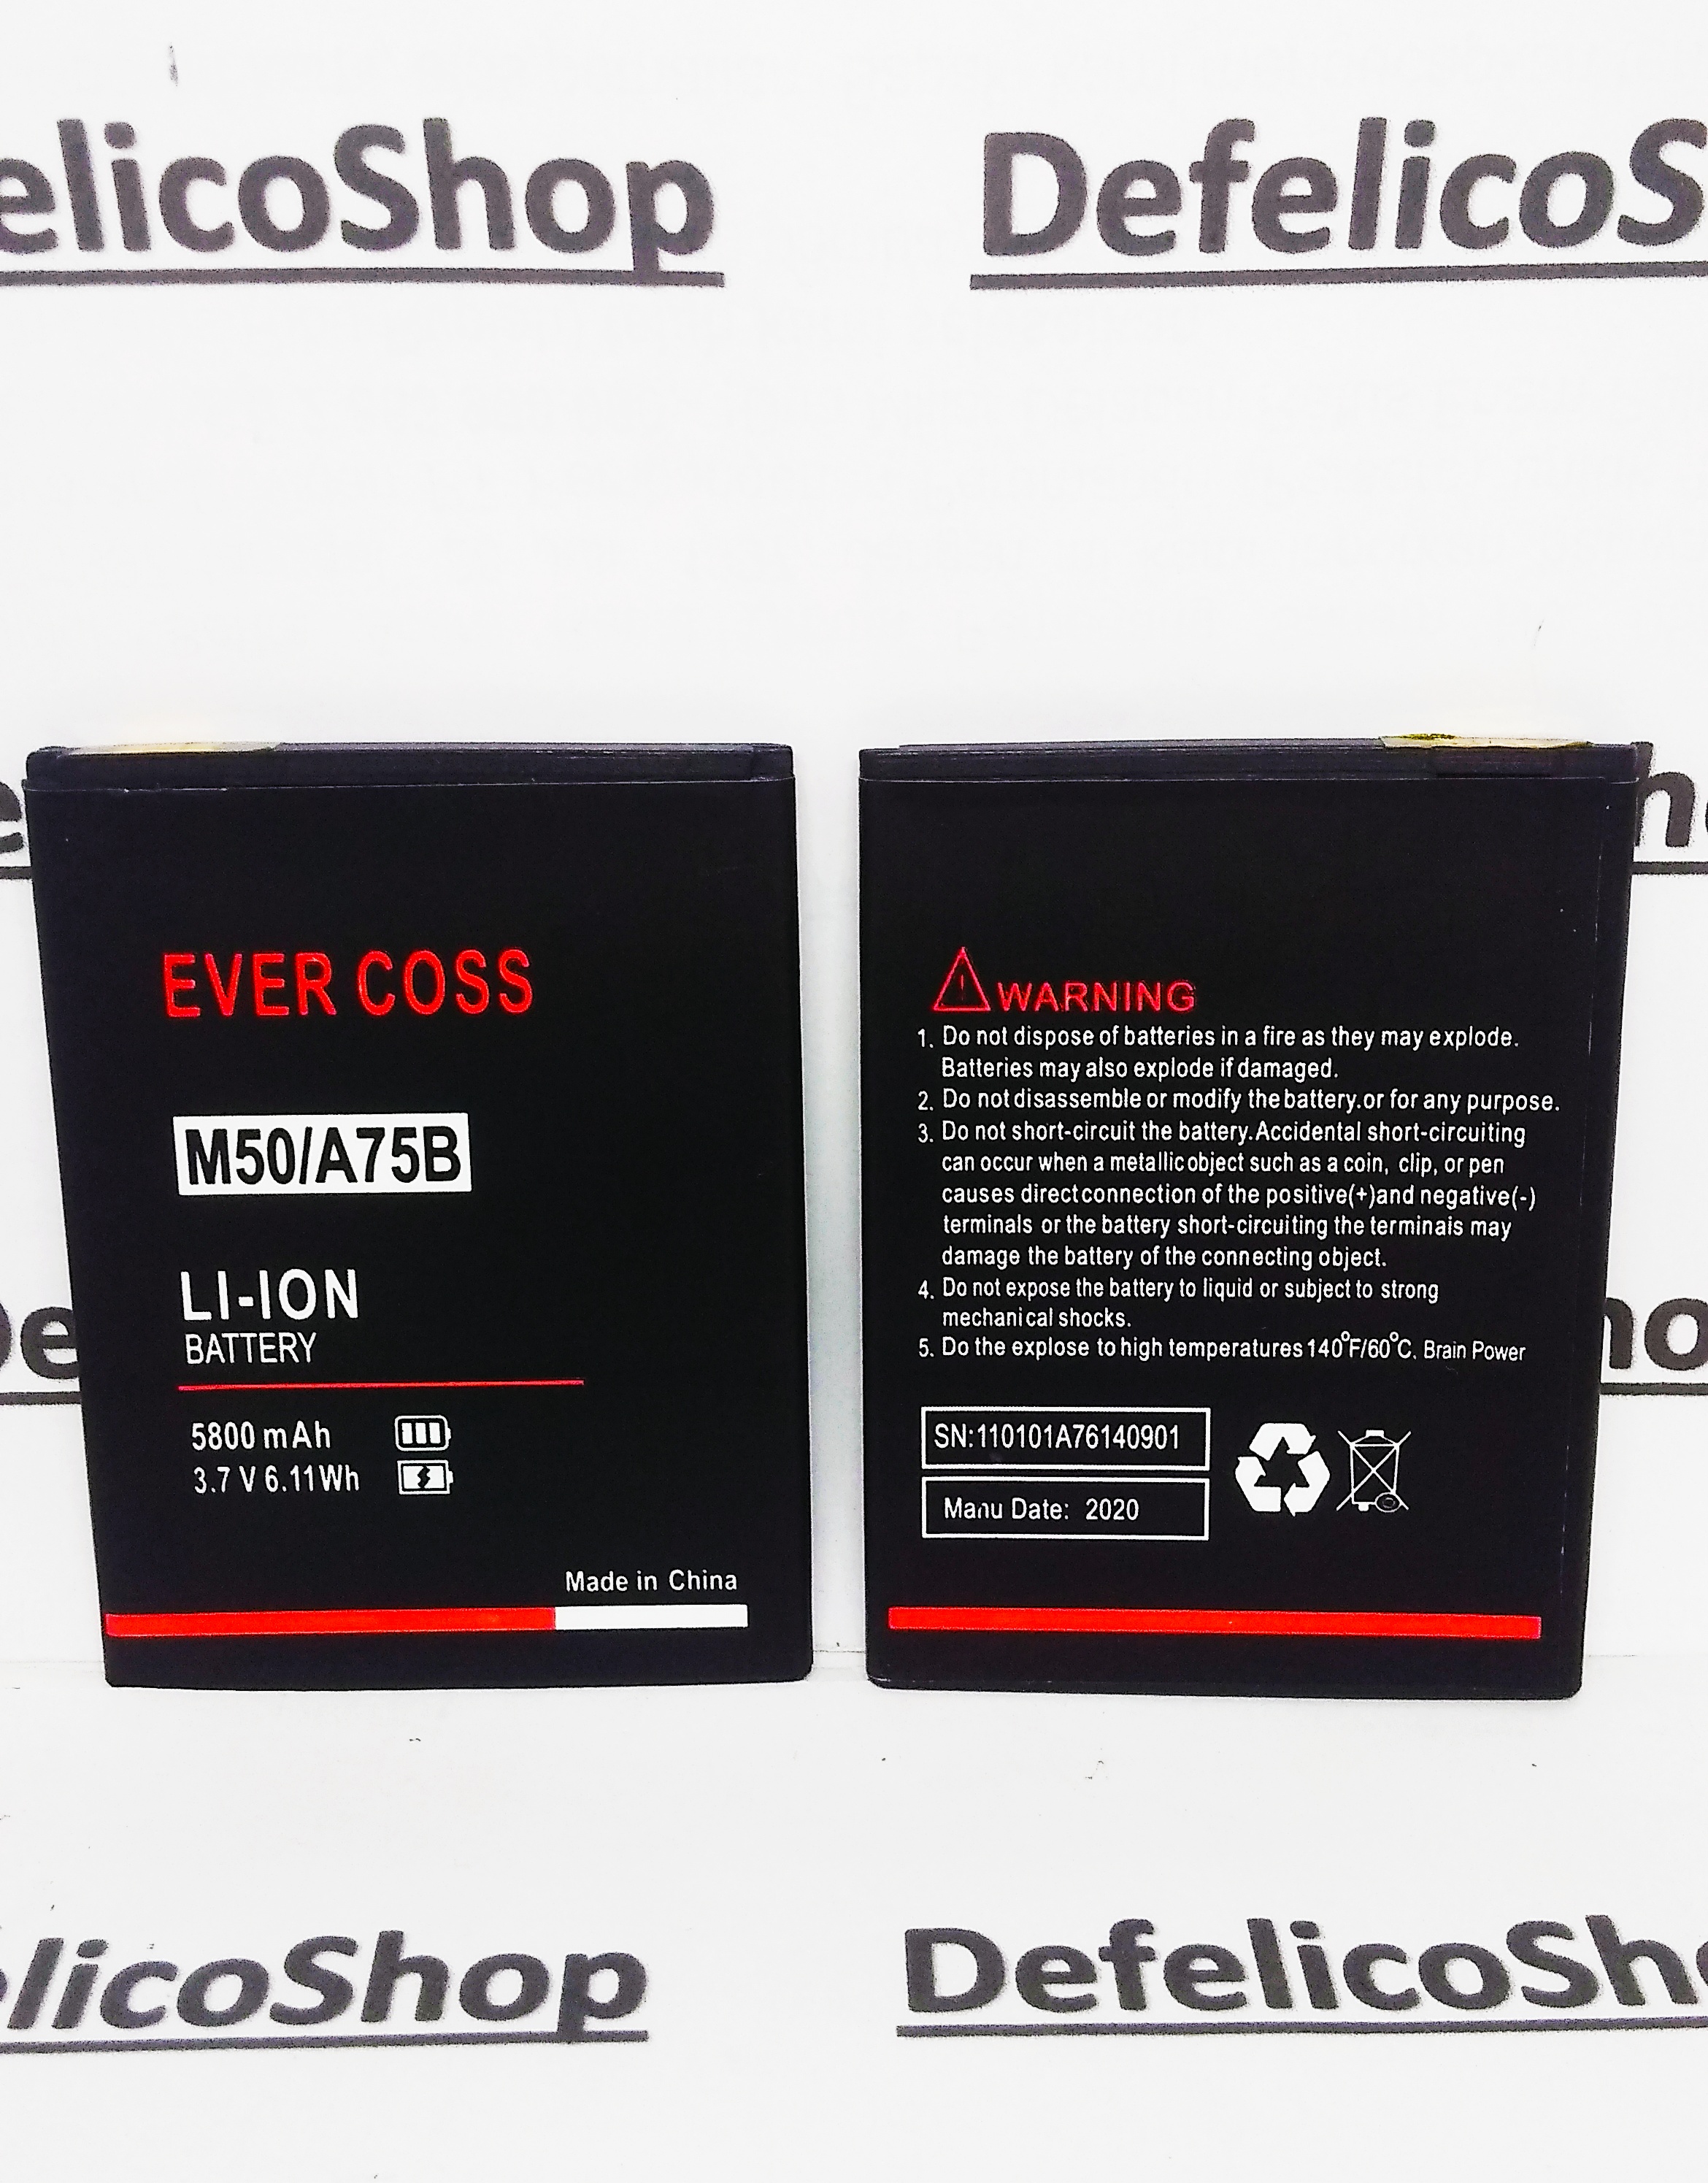 elicoShop
DefelicoS
EVER COSS
M50/A75B
LI-ION
BATTERY
5800 mAh
3.7 V 6.11Wh
Made in China
WARNING
1. Do not dispose of batteries in a fire as they may explode.
Batteries may also explode if damaged.
2. Do not disassemble or modify the battery.or for any purpose.
3. Do not short-circuit the battery.Accidental short-circuiting
can occur when a metallic object such as a coin, clip, or pen
causes direct connection of the positive(+)and negative(-)
terminals or the battery short-circuiting the terminais may
damage the battery of the connecting object.
4. Do not expose the battery to liquid or subject to strong
mechanical shocks.
5. Do the explose to high temperatures 140°F/60°C. Brain Power
SN:110101A76140901
Manu Date: 2020
e
ho
De
ho
elicoShop
DefelicoSho